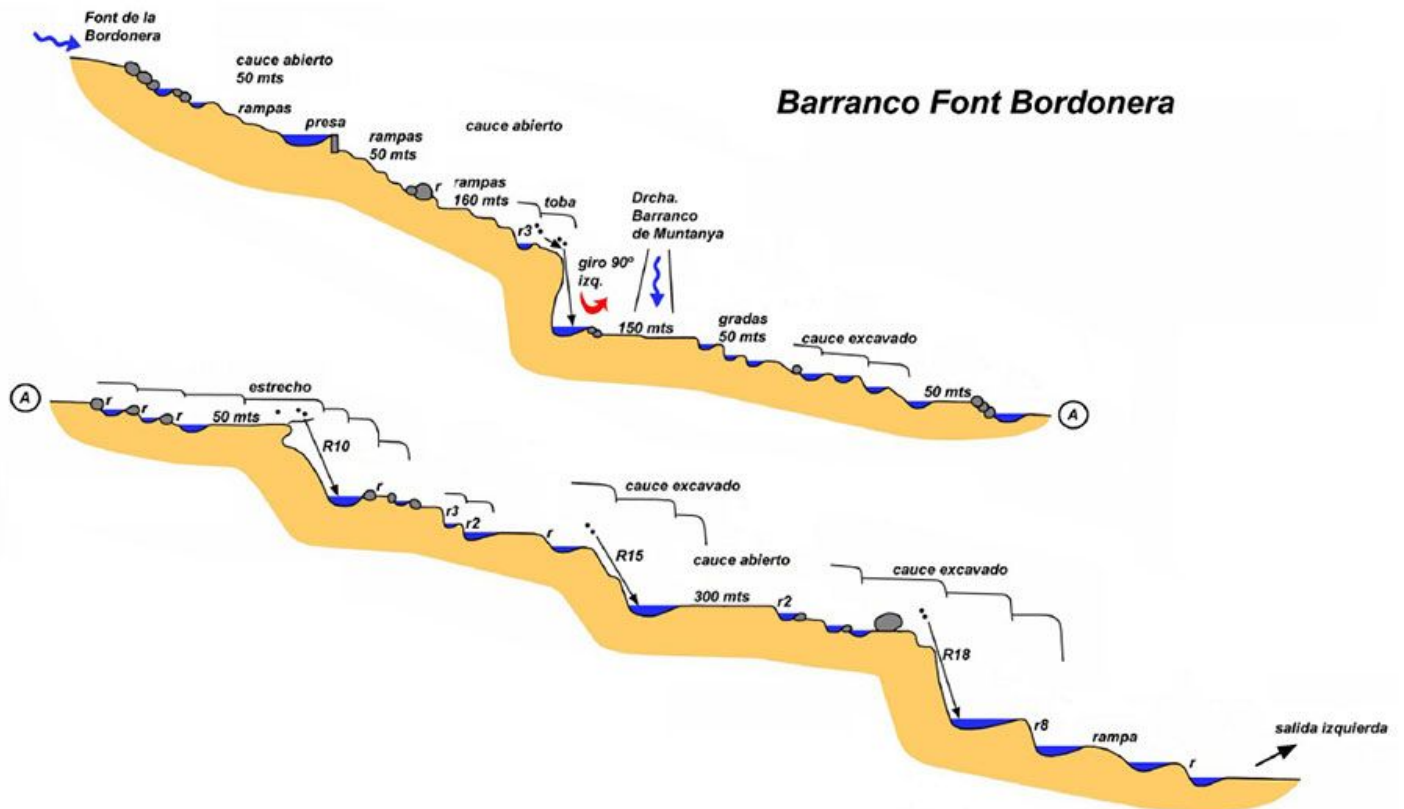 Barranco Font Bordonera
Font de la
Bordonera
cauce abierto
50 mts
rampas
presa
rampas
50 mts
cauce abierto
r
rampas
160 mts
toba
r3
giro 90º
izq.
Drcha.
Barranco
de Muntanya
150 mts
gradas
50 mts
cauce excavado
50 mts
A
A
estrecho
r
r
r
50 mts
R10
r
r3
r2
r
cauce excavado
R15
cauce abierto
300 mts
r2
cauce excavado
R18
r8
rampa
r
salida izquierda